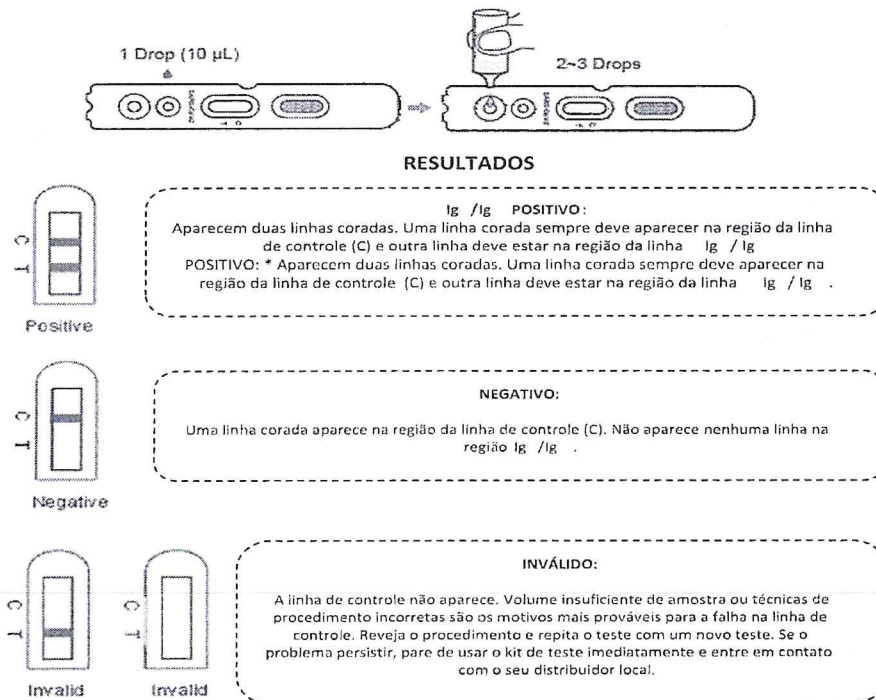 1 Drop (10 µL)
2~3 Drops
RESULTADOS
C T
Positive
Ig /Ig POSITIVO:
Aparecem duas linhas coradas. Uma linha corada sempre deve aparecer na região da linha
de controle (C) e outra linha deve estar na região da linha Ig / Ig
POSITIVO: * Aparecem duas linhas coradas. Uma linha corada sempre deve aparecer na
região da linha de controle (C) e outra linha deve estar na região da linha Ig / Ig .
C T
Negative
NEGATIVO:
Uma linha corada aparece na região da linha de controle (C). Não aparece nenhuma linha na
região Ig /Ig .
C T
Invalid
C T
Invalid
INVÁLIDO:
A linha de controle não aparece. Volume insuficiente de amostra ou técnicas de
procedimento incorretas são os motivos mais prováveis para a falha na linha de
controle. Reveja o procedimento e repita o teste com um novo teste. Se o
problema persistir, pare de usar o kit de teste imediatamente e entre em contato
com o seu distribuidor local.